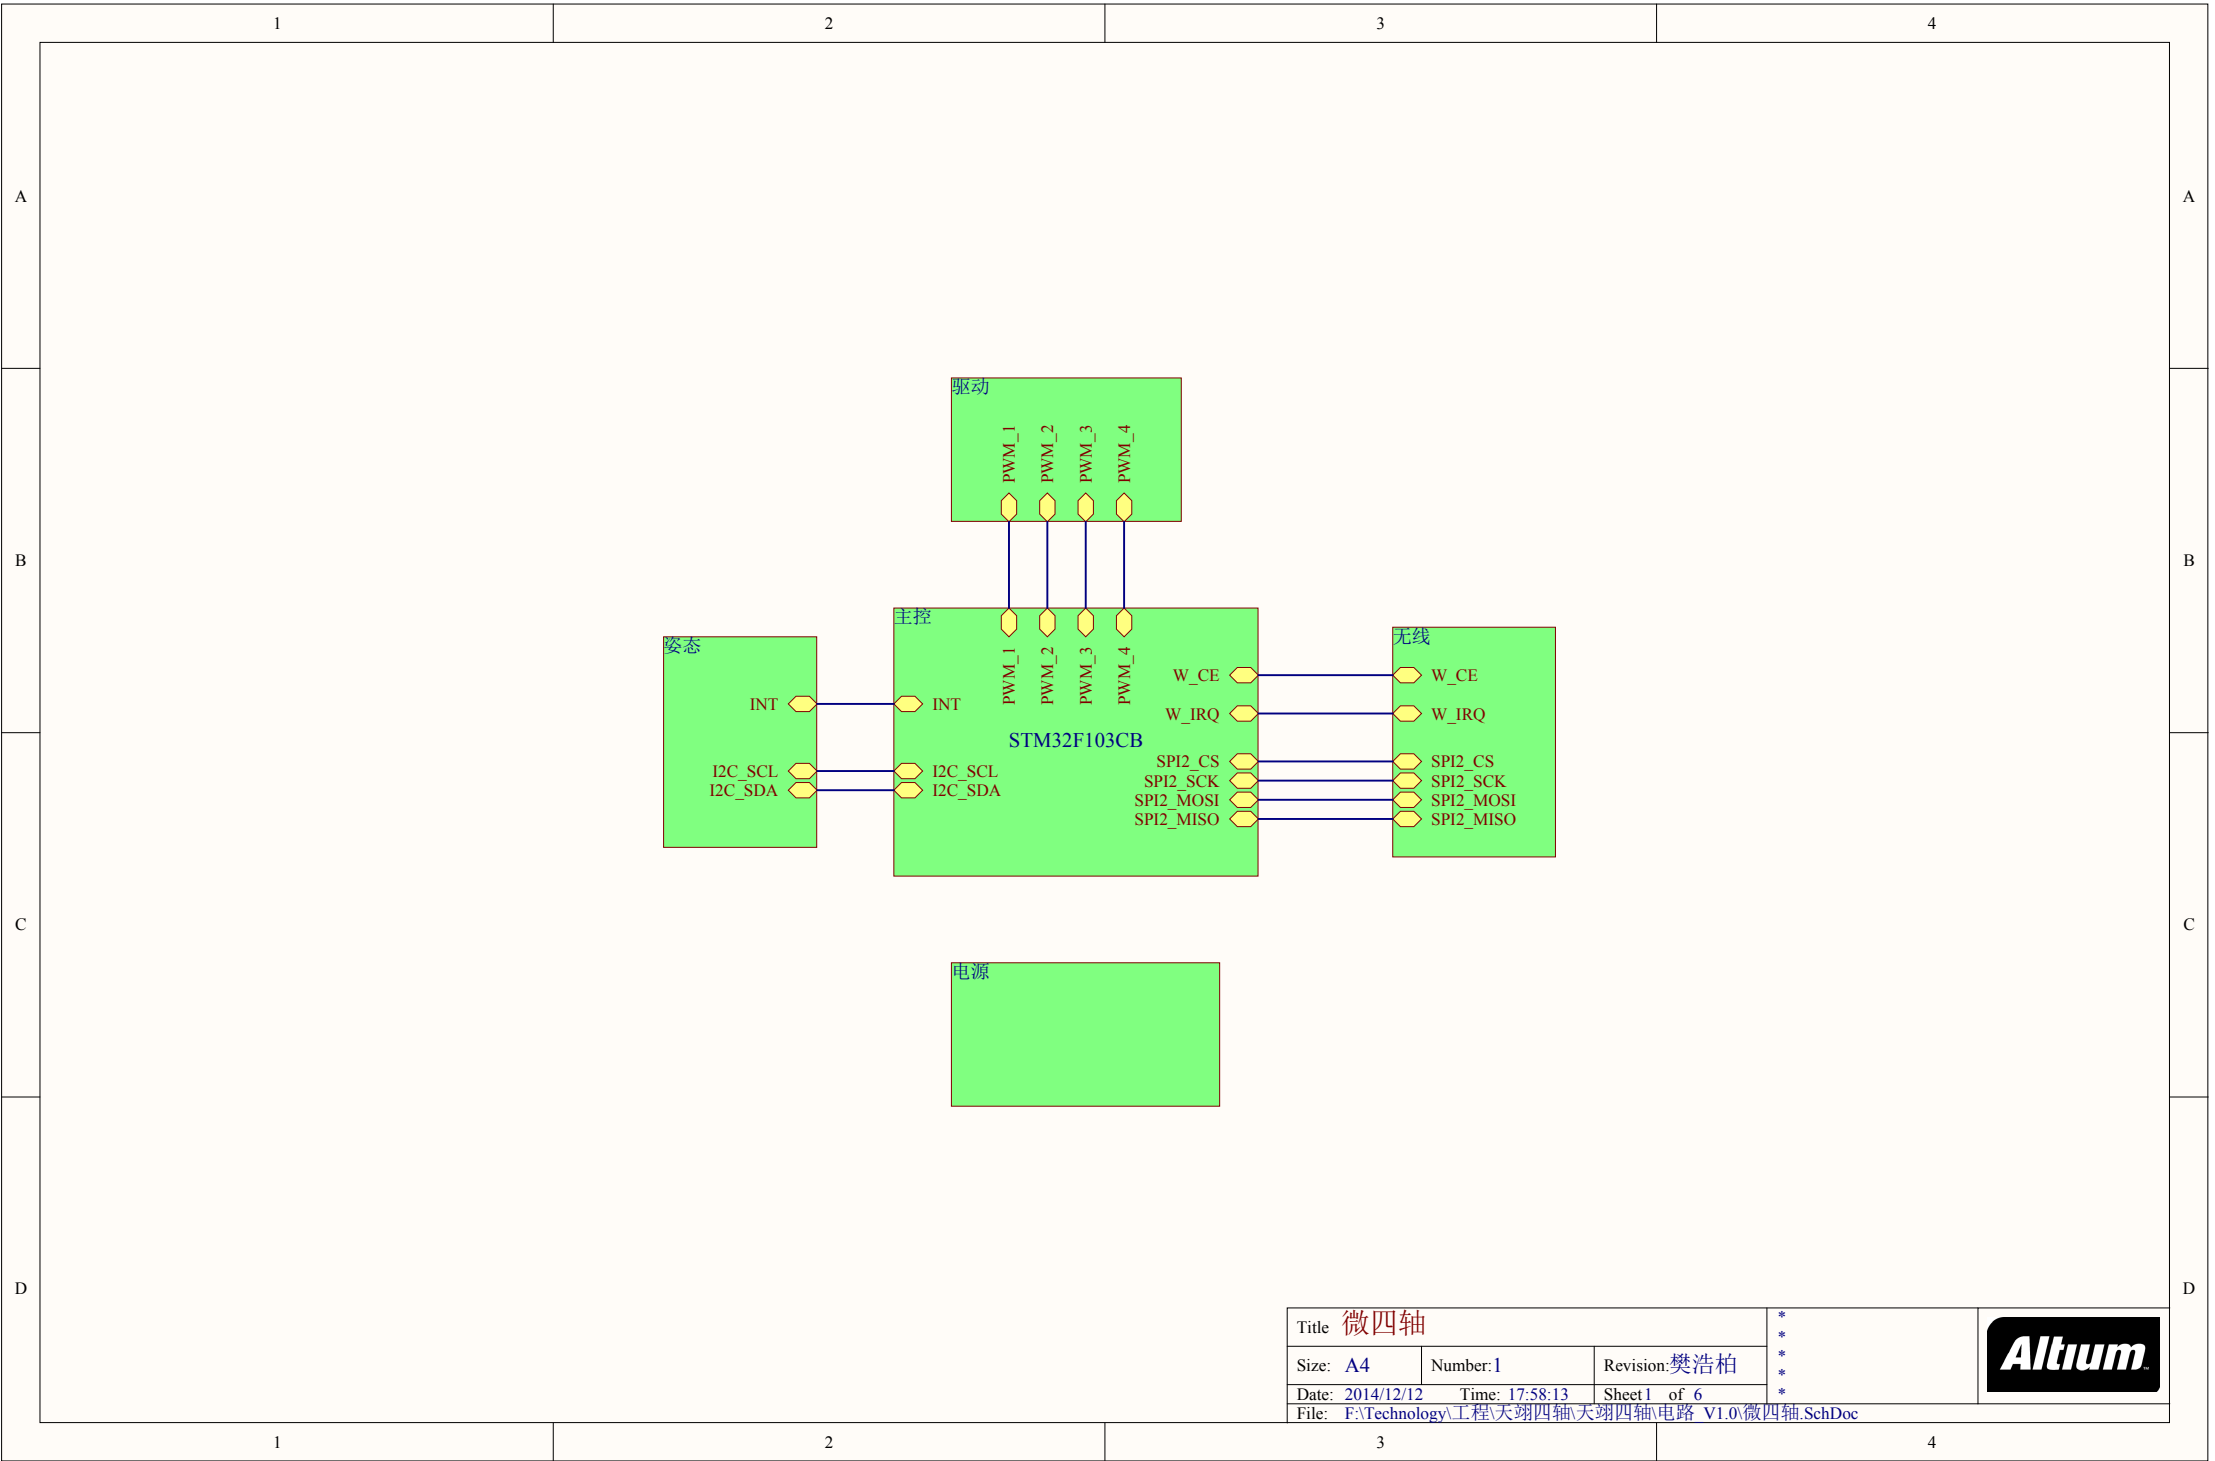 1 2 3 4
A A
驱动
PWM_1 PWM_2 PWM_3 PWM_4
B B
主控
PWM_1 PWM_2 PWM_3 PWM_4
姿态
无线
W_CE W_CE
INT INT
W_IRQ W_IRQ
STM32F103CB
SPI2_CS SPI2_CS
I2C_SCL I2C_SCL
SPI2_SCK SPI2_SCK
I2C_SDA I2C_SDA
SPI2_MOSI SPI2_MOSI
SPI2_MISO SPI2_MISO
C C
电源
D D
Title 微四轴
Size: A4 Number:1 Revision:樊浩柏
Date: 2014/12/12 Time: 17:58:13 Sheet 1 of 6
File: F:\Technology\工程\天翊四轴\天翊四轴\电路_V1.0\微四轴.SchDoc
*
*
*
*
*
Altium
1 2 3 4